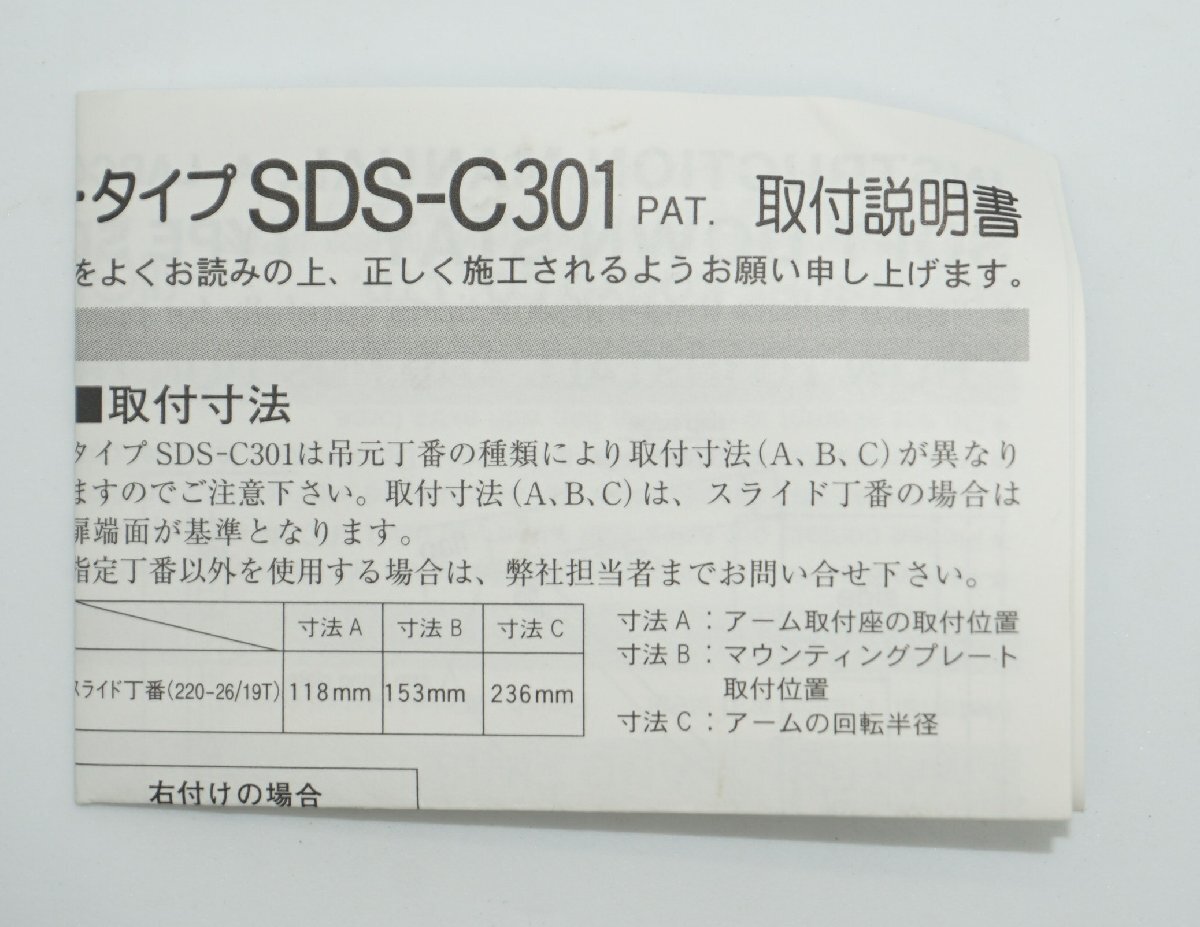 ・タイプ SDS-C301 PAT. 取付説明書
をよくお読みの上、正しく施工されるようお願い申し上げます。
■取付寸法
タイプ SDS-C301は吊元丁番の種類により取付寸法(A、B、C)が異なり
ますのでご注意下さい。取付寸法(A、B、C)は、スライド丁番の場合は
扉端面が基準となります。
指定丁番以外を使用する場合は、弊社担当者までお問い合せ下さい。
寸法 A 寸法 B 寸法 C
スライド丁番(220-26/19T) 118mm 153mm 236mm
寸法 A : アーム取付座の取付位置
寸法 B : マウンティングプレート
取付位置
寸法 C : アームの回転半径
右付けの場合